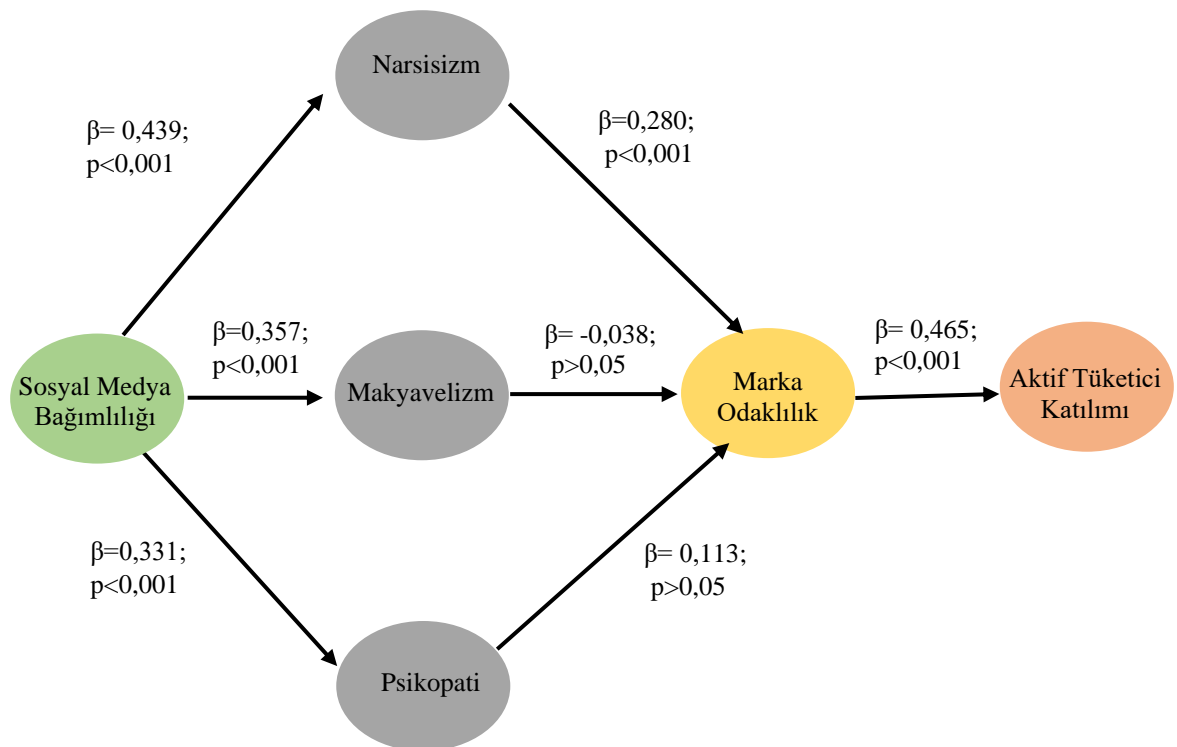 Narsisizm
β= 0,439;
p<0,001
β=0,280;
p<0,001
Sosyal Medya
Bağımlılığı
β=0,357;
p<0,001
Makyavelizm
β= -0,038;
p>0,05
Marka
Odaklılık
β= 0,465;
p<0,001
Aktif Tüketici
Katılımı
β=0,331;
p<0,001
β= 0,113;
p>0,05
Psikopati